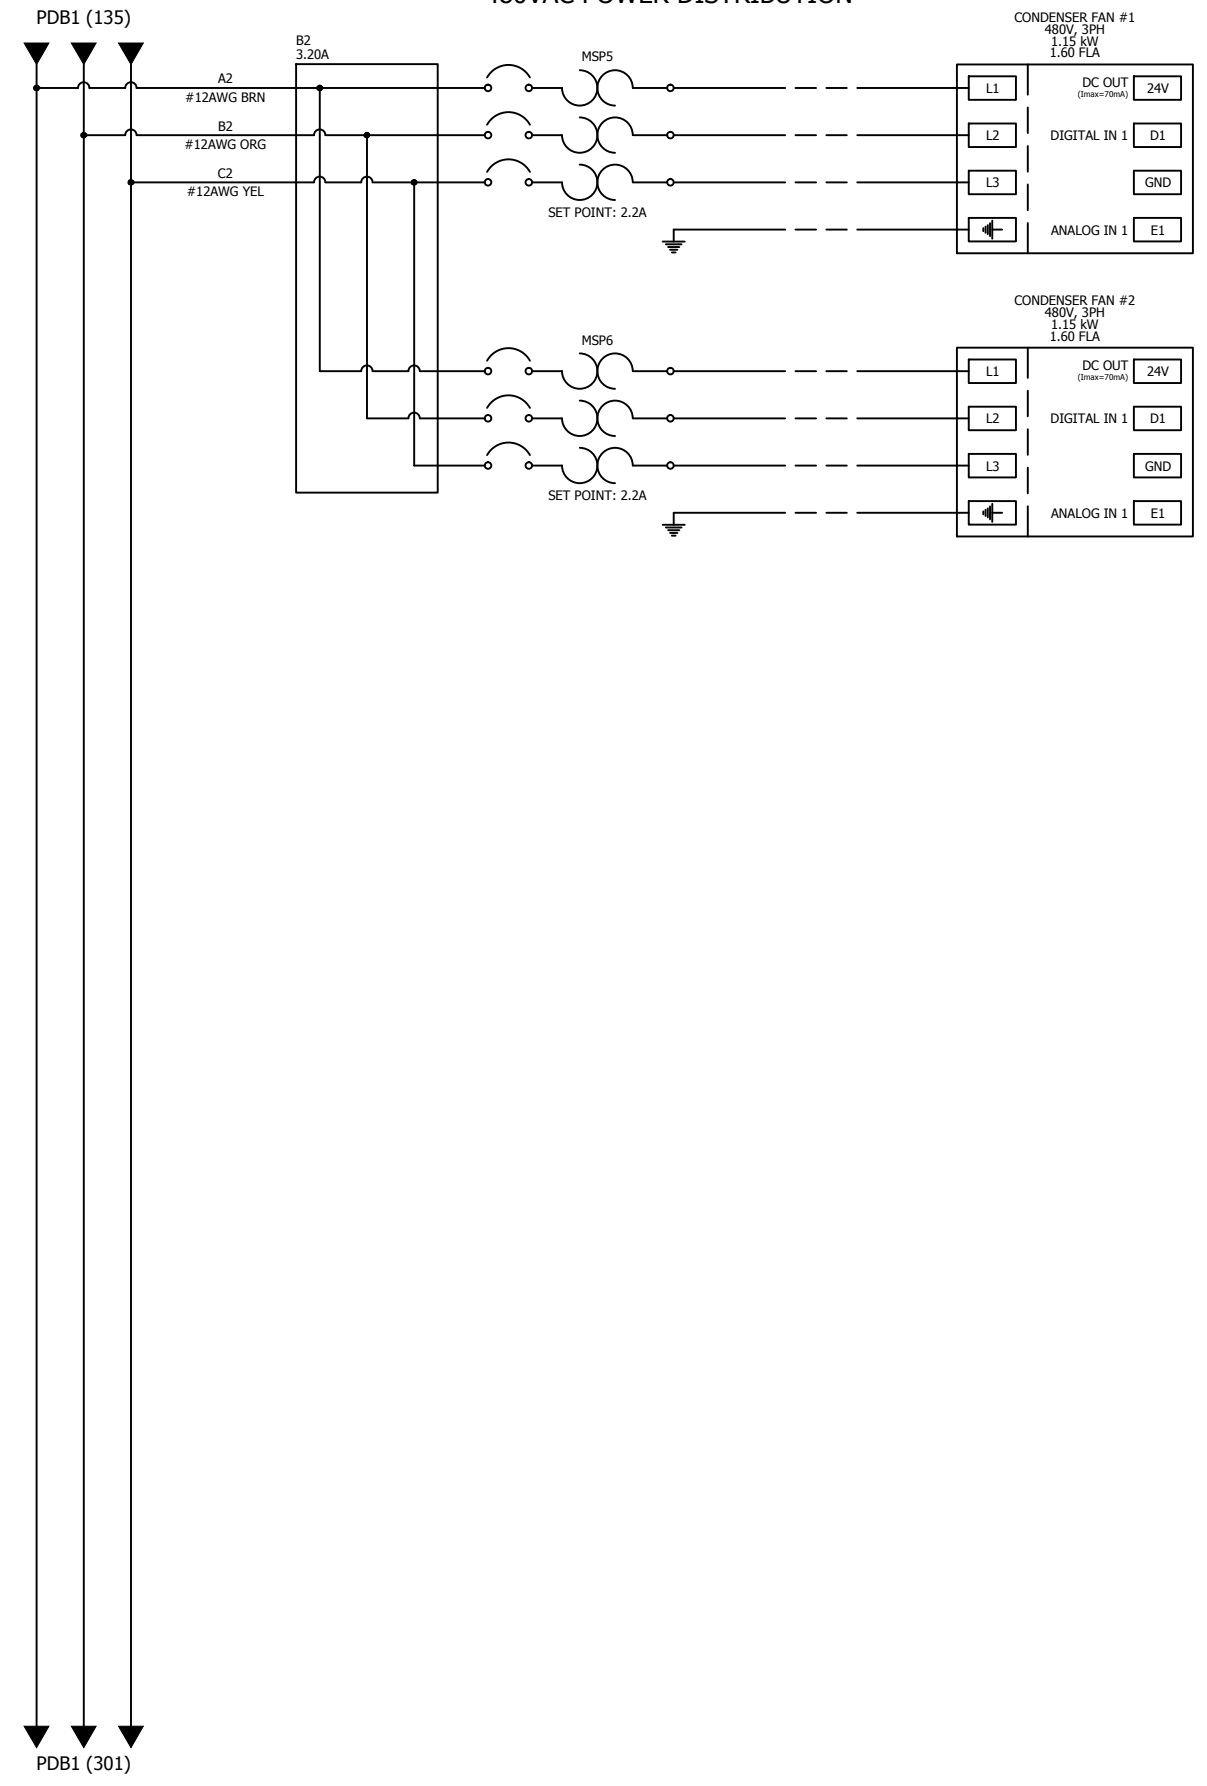 480VAC POWER DISTRIBUTION
PDB1 (135)
B2
3.20A
A2
#12AWG BRN
B2
#12AWG ORG
C2
#12AWG YEL
MSP5
SET POINT: 2.2A
CONDENSER FAN #1
480V, 3PH
1.15 kW
1.60 FLA
L1
DC OUT
(Imax=70mA)
24V
L2
DIGITAL IN 1
D1
L3
GND
ANALOG IN 1
E1
MSP6
SET POINT: 2.2A
CONDENSER FAN #2
480V, 3PH
1.15 kW
1.60 FLA
L1
DC OUT
(Imax=70mA)
24V
L2
DIGITAL IN 1
D1
L3
GND
ANALOG IN 1
E1
PDB1 (301)